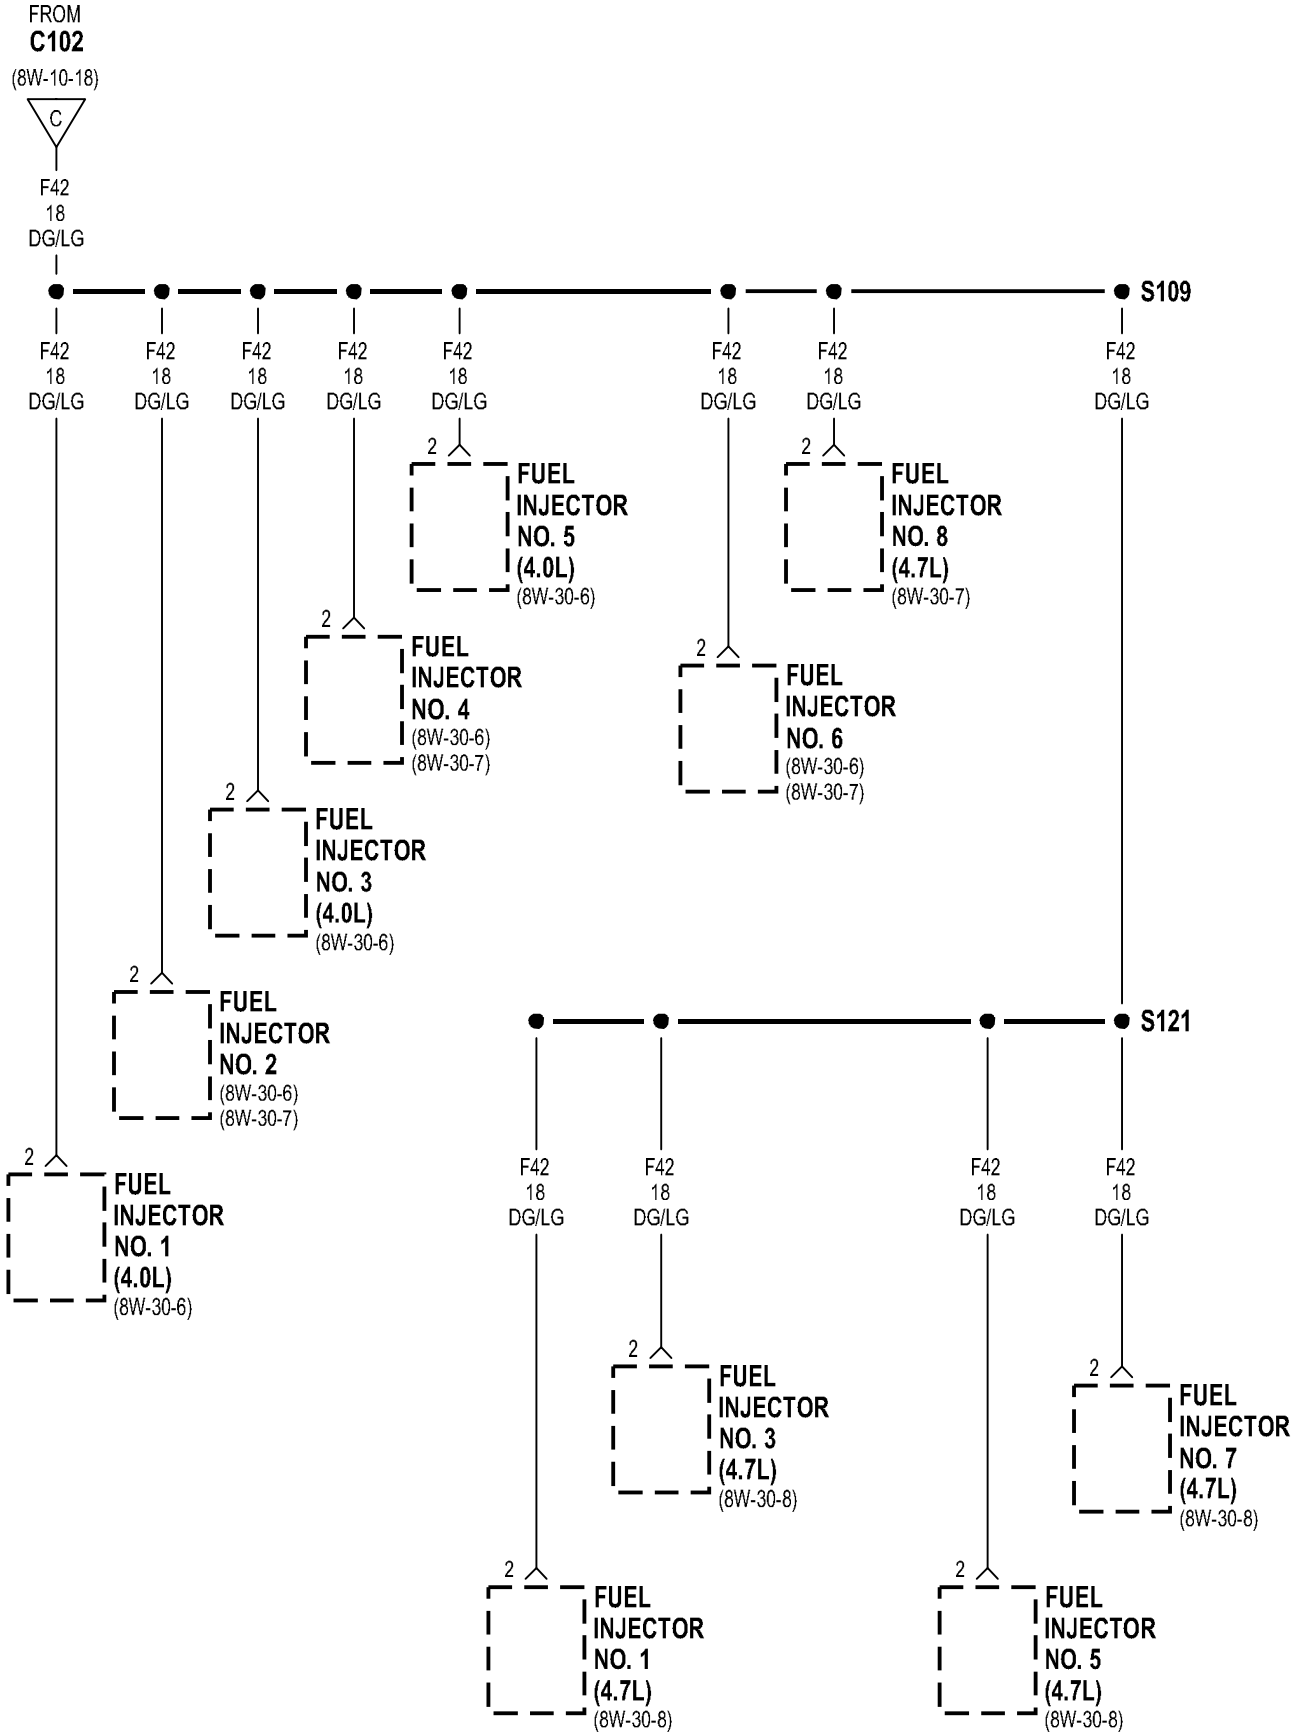 FROM
C102
(8W-10-18)
C
F42
18
DG/LG
S109
F42
18
DG/LG
F42
18
DG/LG
F42
18
DG/LG
F42
18
DG/LG
F42
18
DG/LG
F42
18
DG/LG
F42
18
DG/LG
F42
18
DG/LG
2
FUEL
INJECTOR
NO. 5
(4.0L)
(8W-30-6)
2
FUEL
INJECTOR
NO. 8
(4.7L)
(8W-30-7)
2
FUEL
INJECTOR
NO. 4
(8W-30-6)
(8W-30-7)
2
FUEL
INJECTOR
NO. 6
(8W-30-6)
(8W-30-7)
2
FUEL
INJECTOR
NO. 3
(4.0L)
(8W-30-6)
2
FUEL
INJECTOR
NO. 2
(8W-30-6)
(8W-30-7)
S121
2
FUEL
INJECTOR
NO. 1
(4.0L)
(8W-30-6)
F42
18
DG/LG
F42
18
DG/LG
F42
18
DG/LG
F42
18
DG/LG
2
FUEL
INJECTOR
NO. 3
(4.7L)
(8W-30-8)
2
FUEL
INJECTOR
NO. 7
(4.7L)
(8W-30-8)
2
FUEL
INJECTOR
NO. 1
(4.7L)
(8W-30-8)
2
FUEL
INJECTOR
NO. 5
(4.7L)
(8W-30-8)